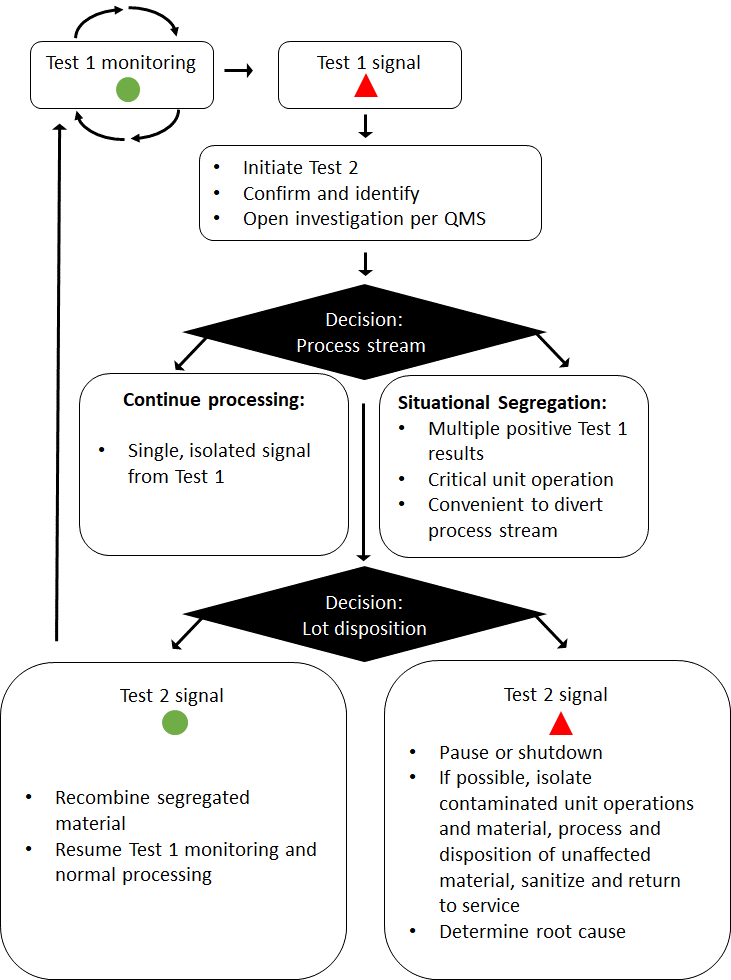 Test 1 monitoring
Test 1 signal
• Initiate Test 2
• Confirm and identify
• Open investigation per QMS
Decision:
Process stream
Continue processing:
• Single, isolated signal
from Test 1
Situational Segregation:
• Multiple positive Test 1
results
• Critical unit operation
• Convenient to divert
process stream
Decision:
Lot disposition
Test 2 signal
• Recombine segregated
material
• Resume Test 1 monitoring and
normal processing
Test 2 signal
• Pause or shutdown
• If possible, isolate
contaminated unit operations
and material, process and
disposition of unaffected
material, sanitize and return
to service
• Determine root cause